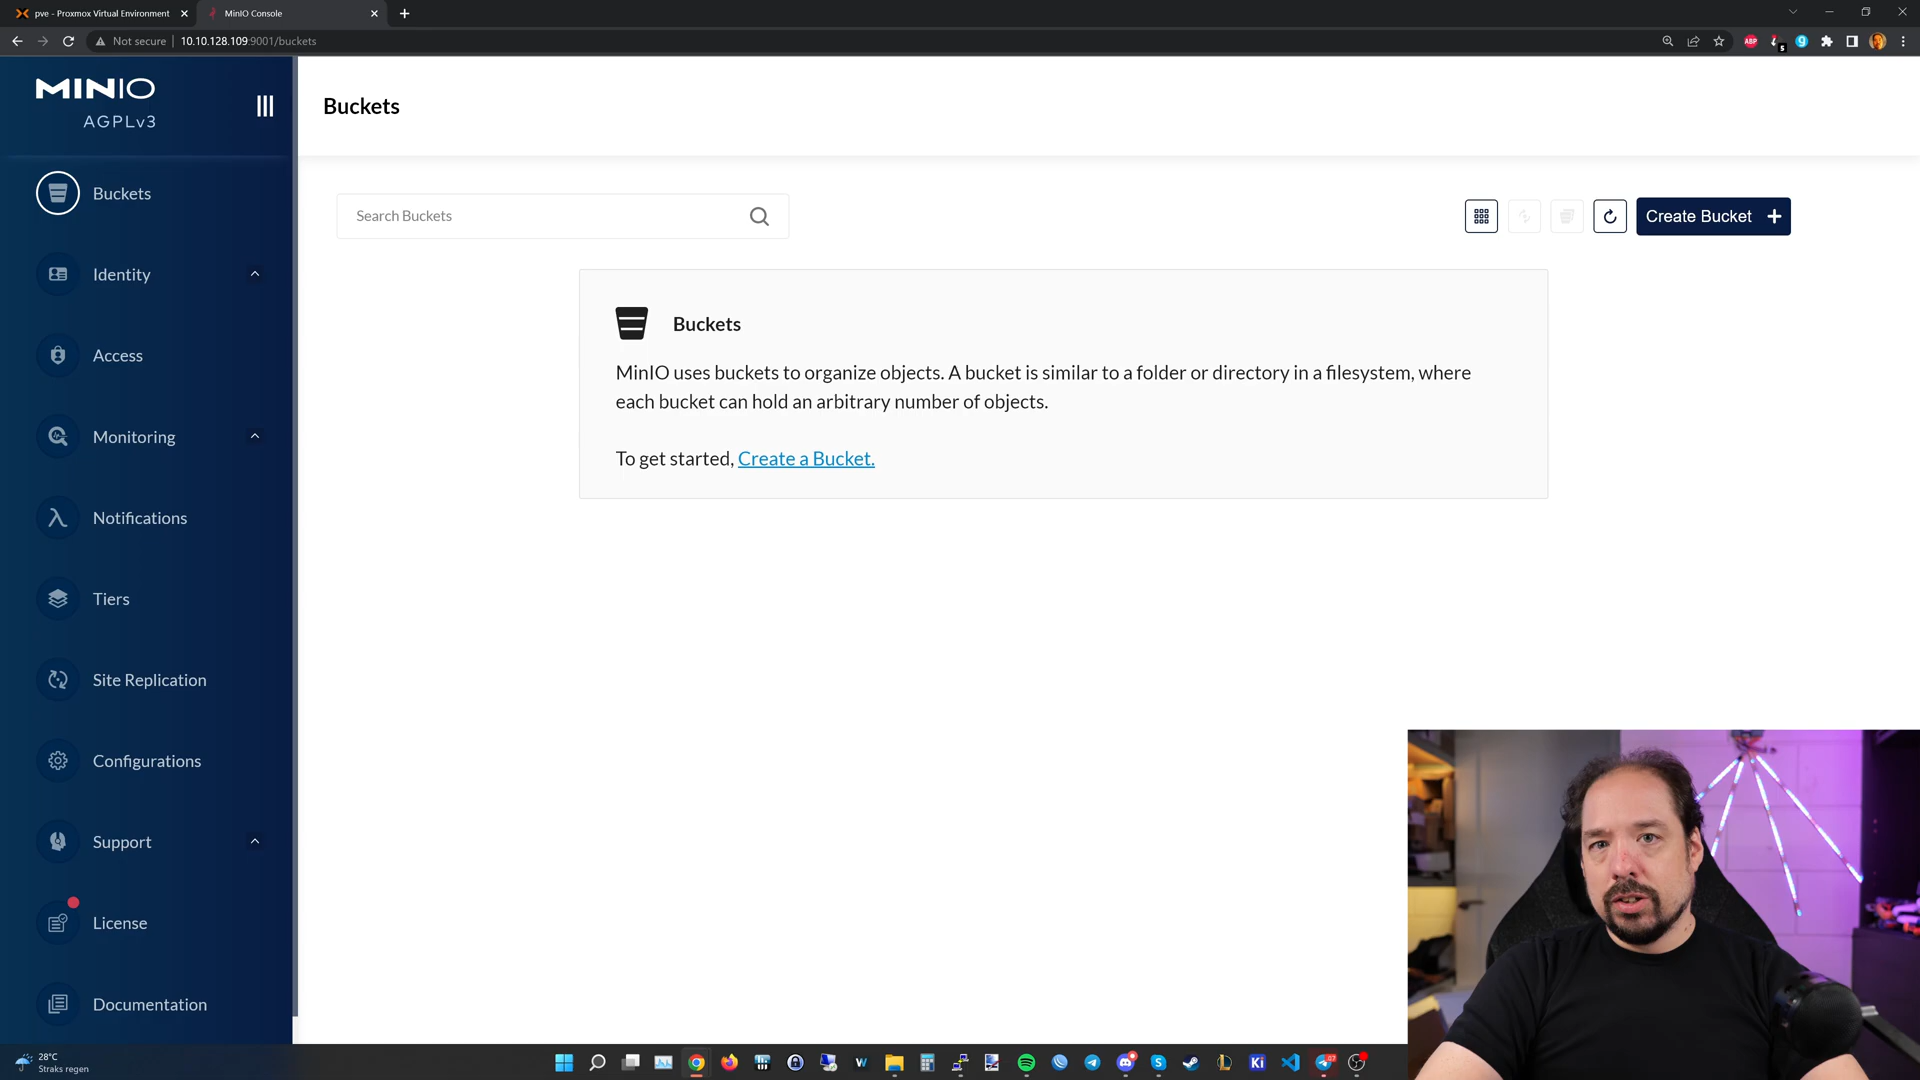 pve - Proxmox Virtual Environment
MinIO Console
Not secure
10.10.128.109:9001/buckets
ABP
5
MINIO
AGPLv3
Buckets
Search Buckets
Create Bucket
Buckets
Identity
Access
Monitoring
Notifications
Tiers
Site Replication
Configurations
Support
License
Documentation
Buckets
MinIO uses buckets to organize objects. A bucket is similar to a folder or directory in a filesystem, where
each bucket can hold an arbitrary number of objects.
To get started, Create a Bucket.
28°C
Straks regen
W
Ki